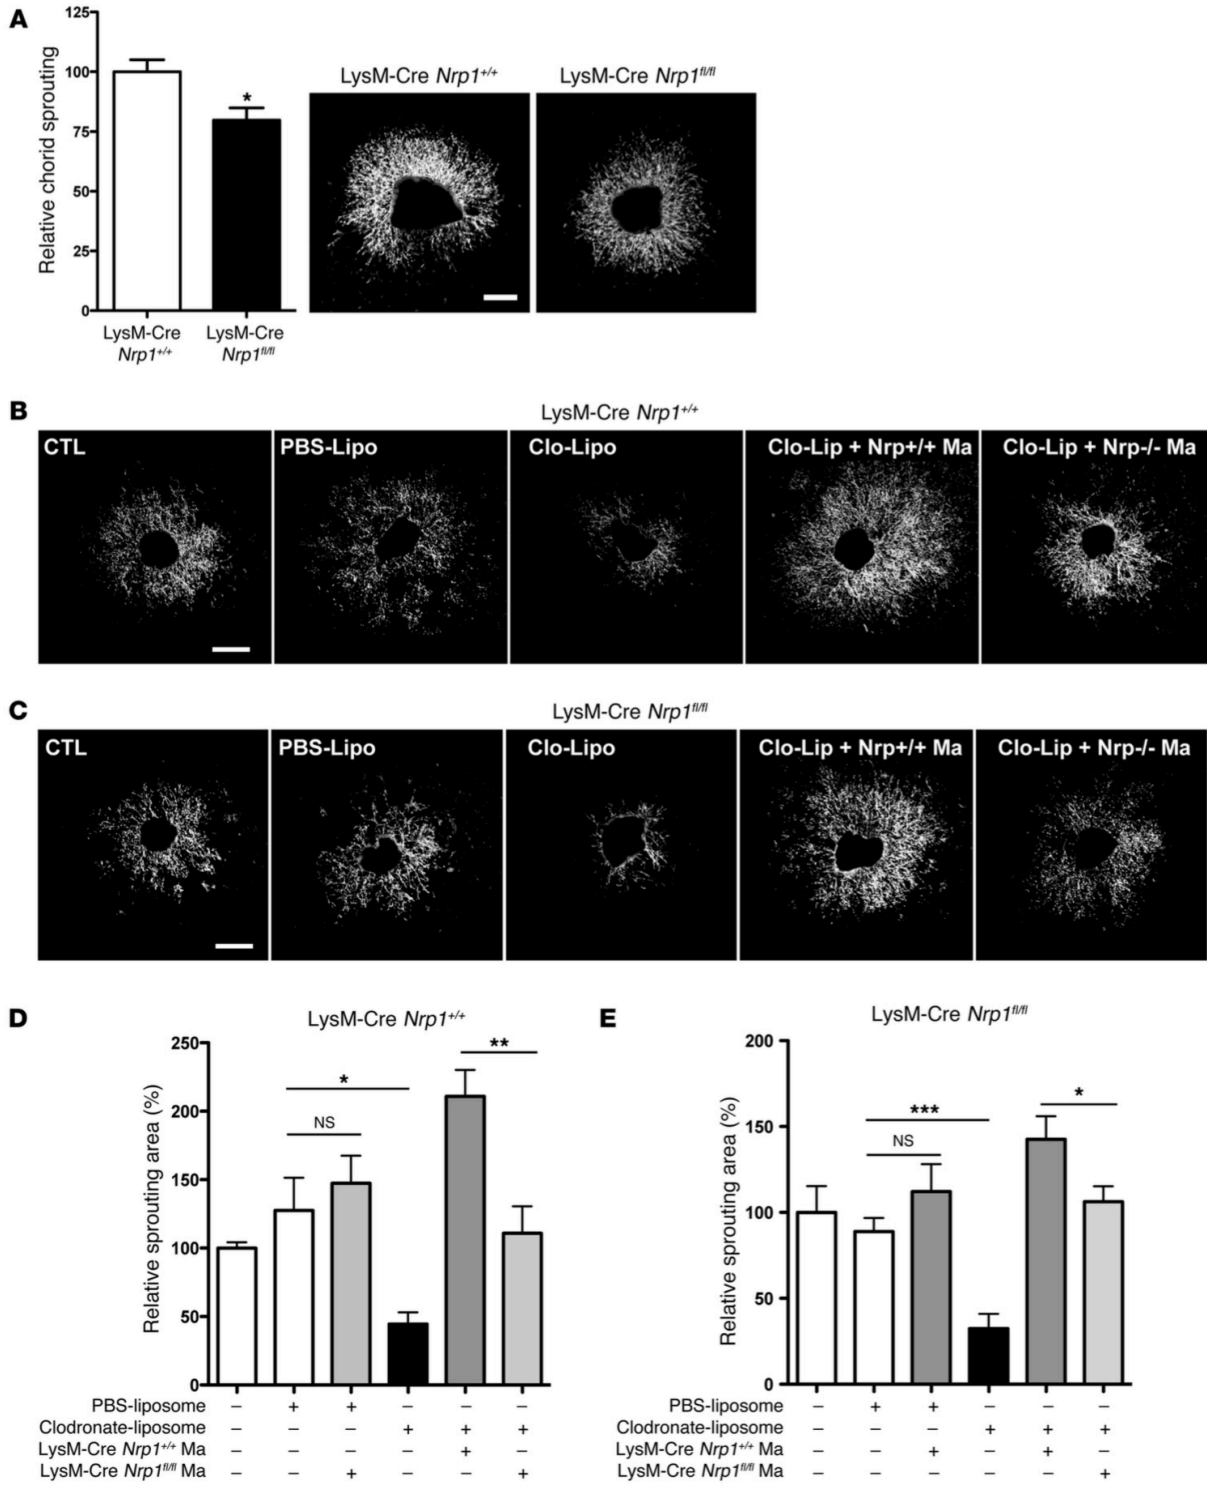 A
125
100
75
50
25
0
Relative chorid sprouting
*
LysM-Cre Nrp1+/+
LysM-Cre Nrp1fl/fl
LysM-Cre Nrp1+/+
LysM-Cre Nrp1fl/fl
B
LysM-Cre Nrp1+/+
CTL
PBS-Lipo
Clo-Lipo
Clo-Lip + Nrp+/+ Ma
Clo-Lip + Nrp-/- Ma
C
LysM-Cre Nrp1fl/fl
CTL
PBS-Lipo
Clo-Lipo
Clo-Lip + Nrp+/+ Ma
Clo-Lip + Nrp-/- Ma
D
LysM-Cre Nrp1+/+
250
200
150
100
50
0
Relative sprouting area (%)
*
NS
**
PBS-liposome – + + – – –
Clodronate-liposome – – – + + +
LysM-Cre Nrp1+/+ Ma – – – – + –
LysM-Cre Nrp1fl/fl Ma – – + – – +
E
LysM-Cre Nrp1fl/fl
200
150
100
50
0
Relative sprouting area (%)
***
NS
*
PBS-liposome – + + – – –
Clodronate-liposome – – – + + +
LysM-Cre Nrp1+/+ Ma – – + – + –
LysM-Cre Nrp1fl/fl Ma – – – – – +